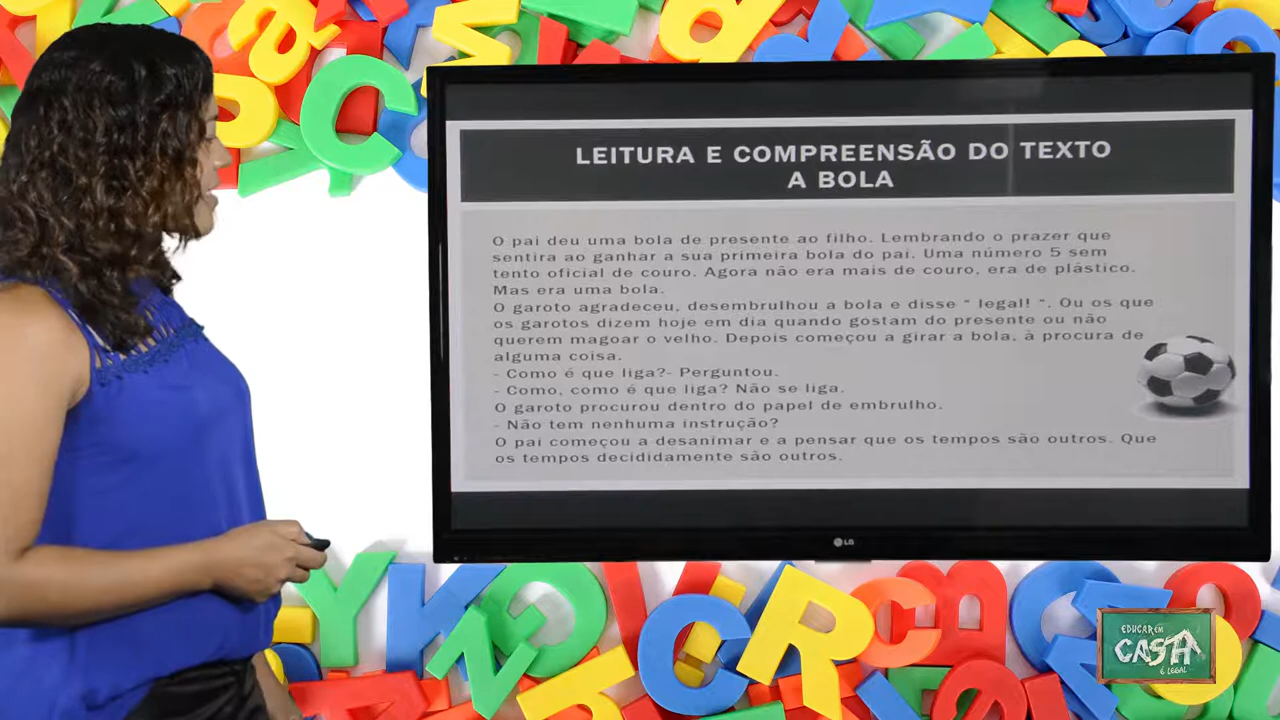 LEITURA E COMPREENSÃO DO TEXTO
A BOLA
O pai deu uma bola de presente ao filho. Lembrando o prazer que
sentira ao ganhar a sua primeira bola do pai. Uma número 5 sem
tento oficial de couro. Agora não era mais de couro, era de plástico.
Mas era uma bola.
O garoto agradeceu, desembrulhou a bola e disse “ legal! “. Ou os que
os garotos dizem hoje em dia quando gostam do presente ou não
querem magoar o velho. Depois começou a girar a bola, à procura de
alguma coisa.
- Como é que liga?- Perguntou.
- Como, como é que liga? Não se liga.
O garoto procurou dentro do papel de embrulho.
- Não tem nenhuma instrução?
O pai começou a desanimar e a pensar que os tempos são outros. Que
os tempos decididamente são outros.
LG
EDUCAR EM
CASA
É LEGAL